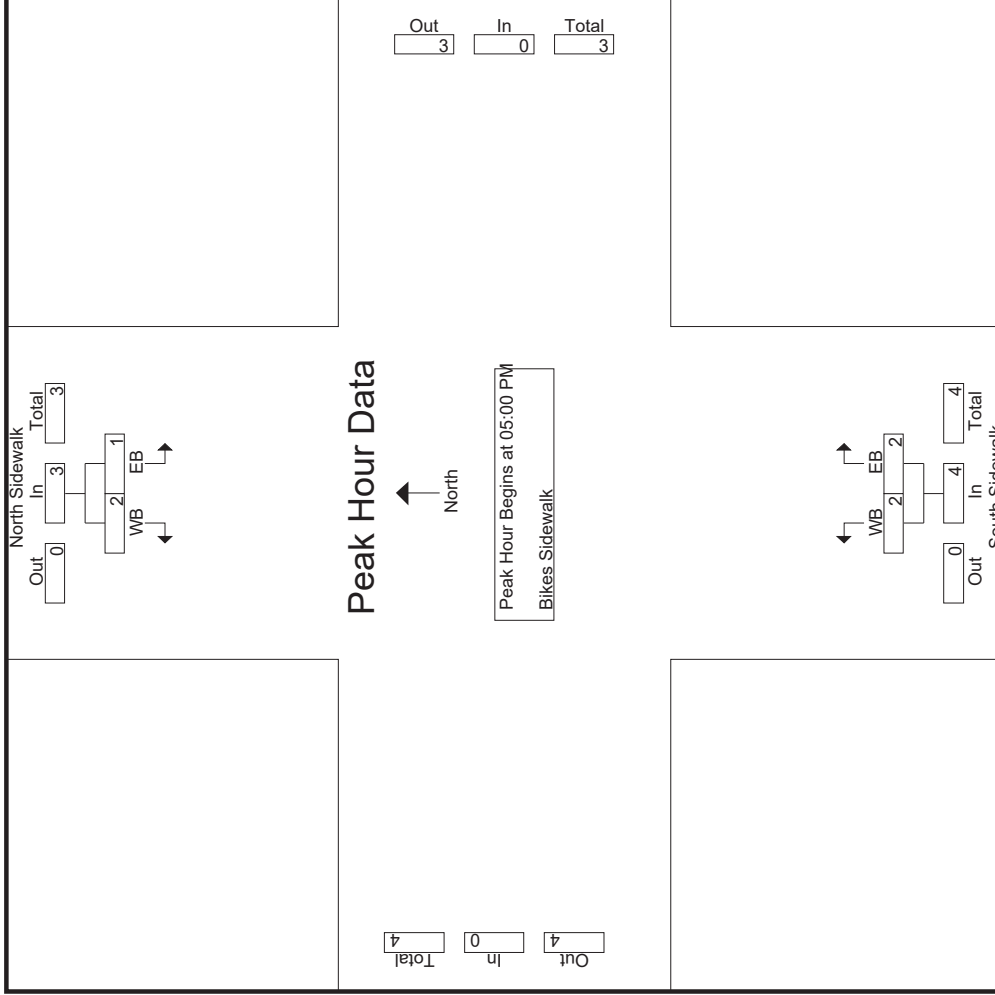 North Sidewalk
Out In Total
0 3 3
2 1
WB EB
Out In Total
3 0 3
Peak Hour Data
North
Peak Hour Begins at 05:00 PM
Bikes Sidewalk
Out In Total
4 0 4
WB EB
2 2
0 4 4
Out In Total
South Sidewalk